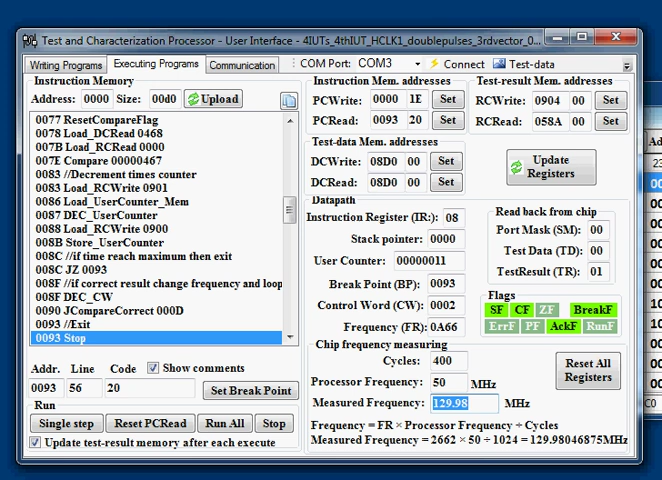 Test and Characterization Processor - User Interface - 4IUTs_4thIUT_HCLK1_doublepulses_3rdvector_0...
Writing Programs Executing Programs Communication COM Port: COM3 Connect Test-data
Instruction Memory
Address: 0000 Size: 00d0 Upload
0077 ResetCompareFlag
0078 Load_DCRead 0468
007B Load_RCRead 0000
007E Compare 00000467
0083 //Decrement times counter
0083 Load_RCWrite 0901
0086 Load_UserCounter_Mem
0087 DEC_UserCounter
0088 Load_RCWrite 0900
008B Store_UserCounter
008C //if time reach maximum then exit
008C JZ 0093
008F //if correct result change frequency and loop
008F DEC_CW
0090 JCompareCorrect 000D
0093 //Exit
0093 Stop
Addr. Line Code Show comments
0093 56 20 Set Break Point
Run
Single step Reset PCRead Run All Stop
Update test-result memory after each execute
Instruction Mem. addresses
PCWrite: 0000 1E Set
PCRead: 0093 20 Set
Test-result Mem. addresses
RCWrite: 0904 00 Set
RCRead: 058A 00 Set
Test-data Mem. addresses
DCWrite: 08D0 00 Set
DCRead: 08D0 00 Set
Update
Registers
Datapath
Instruction Register (IR:): 08
Stack pointer: 0000
User Counter: 00000011
Break Point (BP): 0093
Control Word (CW): 0002
Frequency (FR): 0A66
Read back from chip
Port Mask (SM): 00
Test Data (TD): 00
TestResult (TR): 01
Flags
SF CF ZF BreakF
ErrF PF AckF RunF
Chip frequency measuring
Cycles: 400
Processor Frequency: 50 MHz
Measured Frequency: 129.98 MHz
Reset All
Registers
Frequency = FR × Processor Frequency ÷ Cycles
Measured Frequency = 2662 × 50 ÷ 1024 = 129.98046875MHz